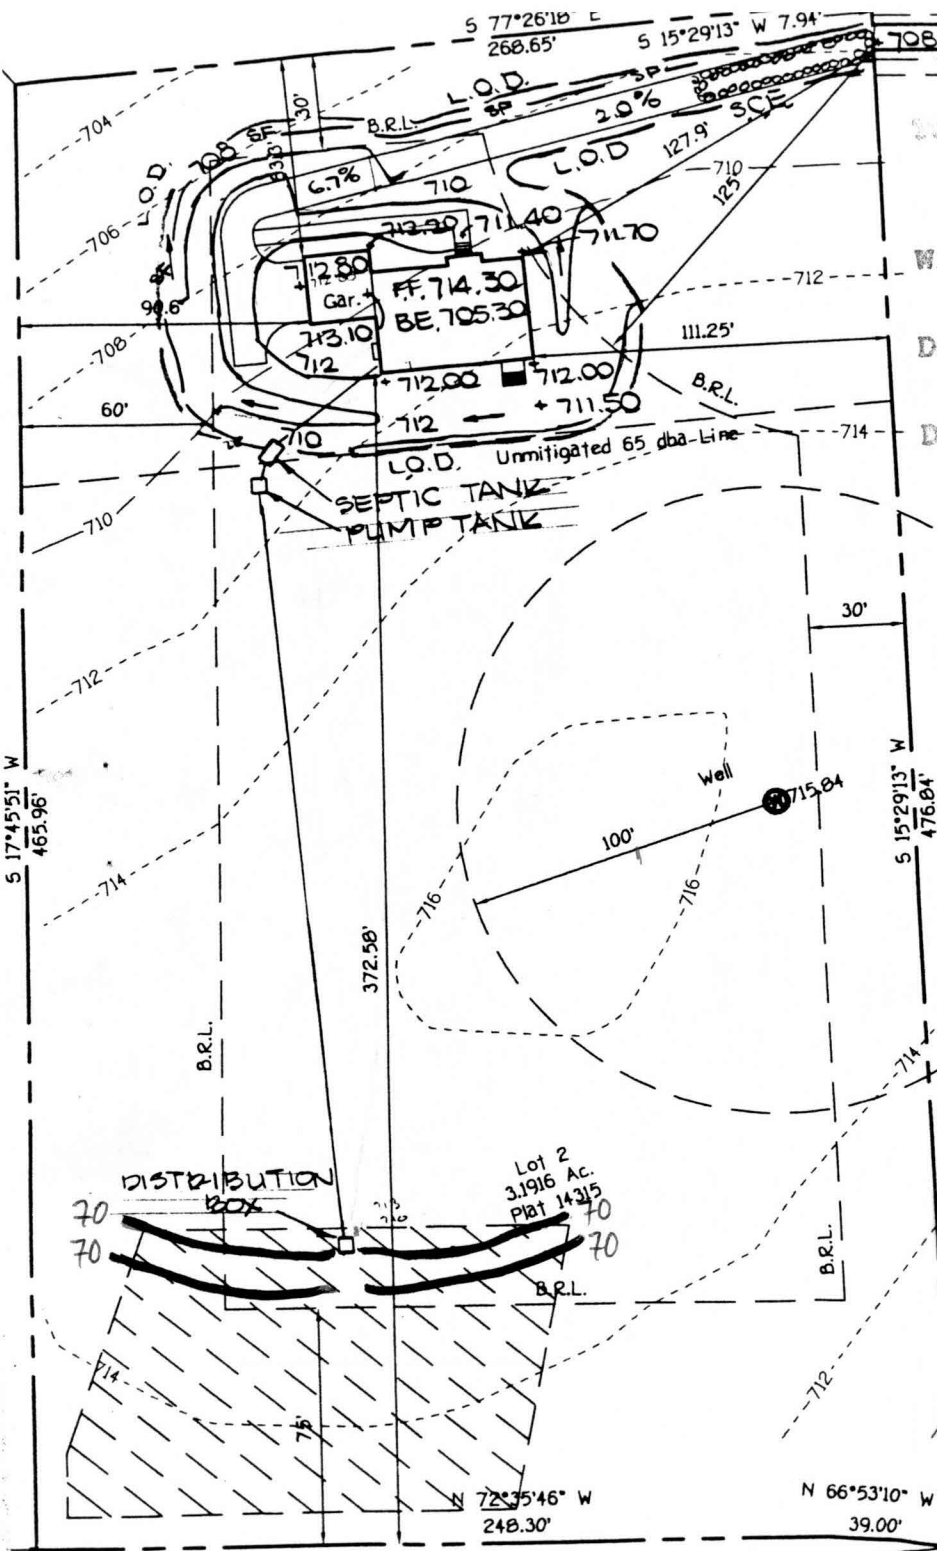 S 77°26'18" E
268.65'
S 15°29'13" W 7.94'
708
L.O.D.
SF
SF
2.0%
SCE
30'
B.R.L.
704
SF
708
L.O.D.
6.7%
710
L.O.D
127.9'
125'
710
706
712.20
711.40
711.70
SF
712.80
Gar.
FF. 714.30
BE. 705.30
712
90.6'
713.10
712
111.25'
708
712.00
712.00
B.R.L.
60'
712
711.50
710
L.O.D.
Unmitigated 65 dba Line
714
SEPTIC TANK
PUMP TANK
710
30'
712
S 17°45'51" W
465.96'
S 15°29'13" W
476.84'
Well
W
715.84
100'
714
716
716
372.58'
B.R.L.
714
DISTRIBUTION
BOX
Lot 2
3.1916 Ac.
Plat 14315
70
70
70
70
B.R.L.
B.R.L.
714
712
75'
N 72°35'46" W
248.30'
N 66°53'10" W
39.00'
W
D
D